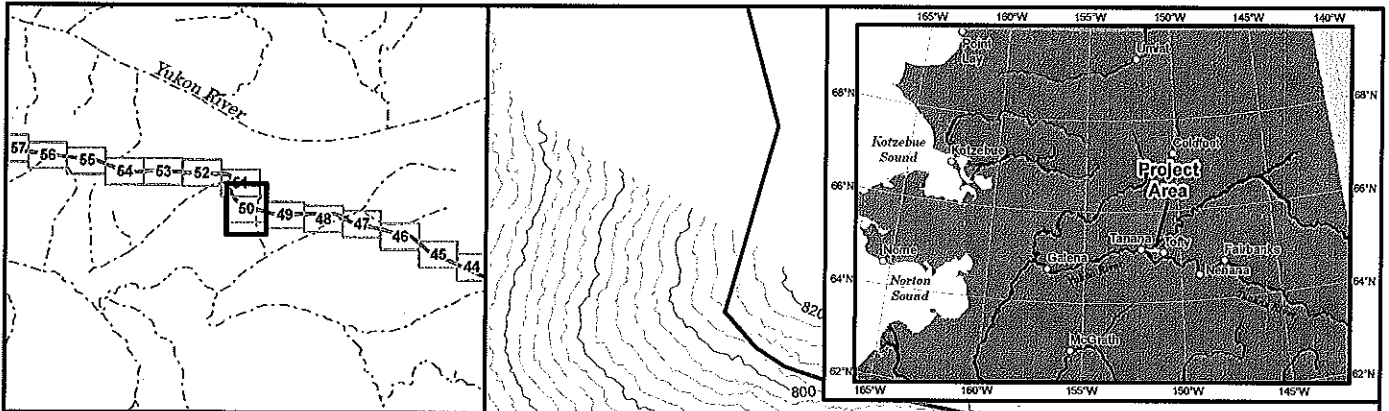 Yukon River
57
56
55
54
53
52
51
50
49
48
47
46
45
44
820
800
165°W
160°W
155°W
150°W
145°W
140°W
Point
Lay
Umiat
68°N
68°N
Kotzebue
Sound
Kotzebue
Coldfoot
Project
Area
66°N
66°N
Nome
Tanana
Tofty
Fairbanks
Galena
Nenana
64°N
64°N
Norton
Sound
McGrath
62°N
62°N
165°W
160°W
155°W
150°W
145°W